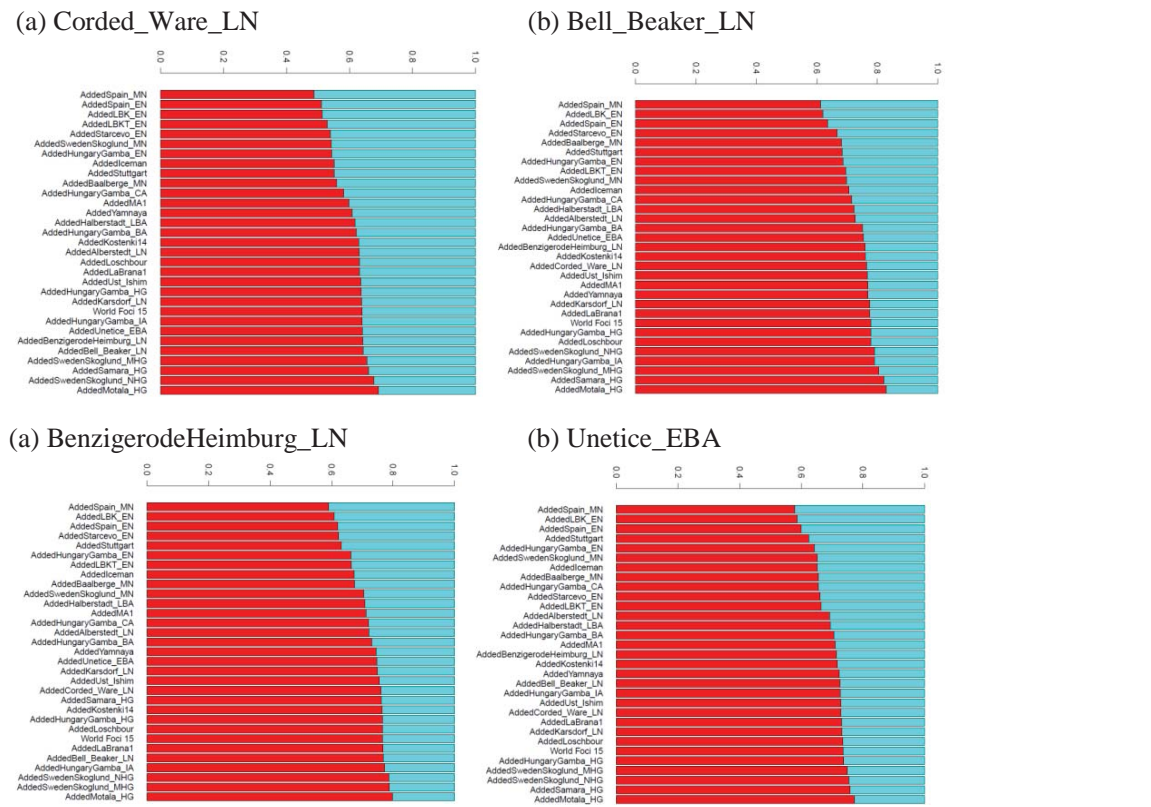 (a) Corded_Ware_LN
0.0 0.2 0.4 0.6 0.8 1.0
AddedSpain_MN
AddedSpain_EN
AddedLBK_EN
AddedLBKT_EN
AddedStarcevo_EN
AddedSwedenSkoglund_MN
AddedHungaryGamba_EN
AddedIceman
AddedStuttgart
AddedBaalberge_MN
AddedHungaryGamba_CA
AddedMA1
AddedYamnaya
AddedHalberstadt_LBA
AddedHungaryGamba_BA
AddedKostenki14
AddedAlberstedt_LN
AddedLoschbour
AddedLaBrana1
AddedUst_Ishim
AddedHungaryGamba_HG
AddedKarsdorf_LN
World Foci 15
AddedHungaryGamba_IA
AddedUnetice_EBA
AddedBenzigerodeHeimburg_LN
AddedBell_Beaker_LN
AddedSwedenSkoglund_MHG
AddedSamara_HG
AddedSwedenSkoglund_NHG
AddedMotala_HG
(b) Bell_Beaker_LN
0.0 0.2 0.4 0.6 0.8 1.0
AddedSpain_MN
AddedLBK_EN
AddedSpain_EN
AddedStarcevo_EN
AddedBaalberge_MN
AddedStuttgart
AddedHungaryGamba_EN
AddedLBKT_EN
AddedSwedenSkoglund_MN
AddedIceman
AddedHungaryGamba_CA
AddedHalberstadt_LBA
AddedAlberstedt_LN
AddedHungaryGamba_BA
AddedUnetice_EBA
AddedBenzigerodeHeimburg_LN
AddedKostenki14
AddedCorded_Ware_LN
AddedUst_Ishim
AddedMA1
AddedYamnaya
AddedKarsdorf_LN
AddedLaBrana1
World Foci 15
AddedHungaryGamba_HG
AddedLoschbour
AddedSwedenSkoglund_NHG
AddedHungaryGamba_IA
AddedSwedenSkoglund_MHG
AddedSamara_HG
AddedMotala_HG
(a) BenzigerodeHeimburg_LN
0.0 0.2 0.4 0.6 0.8 1.0
AddedSpain_MN
AddedLBK_EN
AddedSpain_EN
AddedStarcevo_EN
AddedStuttgart
AddedHungaryGamba_EN
AddedLBKT_EN
AddedIceman
AddedBaalberge_MN
AddedSwedenSkoglund_MN
AddedHalberstadt_LBA
AddedMA1
AddedHungaryGamba_CA
AddedAlberstedt_LN
AddedHungaryGamba_BA
AddedYamnaya
AddedUnetice_EBA
AddedKarsdorf_LN
AddedUst_Ishim
AddedCorded_Ware_LN
AddedSamara_HG
AddedKostenki14
AddedHungaryGamba_HG
AddedLoschbour
World Foci 15
AddedLaBrana1
AddedBell_Beaker_LN
AddedHungaryGamba_IA
AddedSwedenSkoglund_NHG
AddedSwedenSkoglund_MHG
AddedMotala_HG
(b) Unetice_EBA
0.0 0.2 0.4 0.6 0.8 1.0
AddedSpain_MN
AddedLBK_EN
AddedSpain_EN
AddedStuttgart
AddedHungaryGamba_EN
AddedSwedenSkoglund_MN
AddedIceman
AddedBaalberge_MN
AddedHungaryGamba_CA
AddedStarcevo_EN
AddedLBKT_EN
AddedAlberstedt_LN
AddedHalberstadt_LBA
AddedHungaryGamba_BA
AddedMA1
AddedBenzigerodeHeimburg_LN
AddedKostenki14
AddedYamnaya
AddedBell_Beaker_LN
AddedHungaryGamba_IA
AddedUst_Ishim
AddedCorded_Ware_LN
AddedLaBrana1
AddedKarsdorf_LN
AddedLoschbour
World Foci 15
AddedHungaryGamba_HG
AddedSwedenSkoglund_MHG
AddedSwedenSkoglund_NHG
AddedSamara_HG
AddedMotala_HG